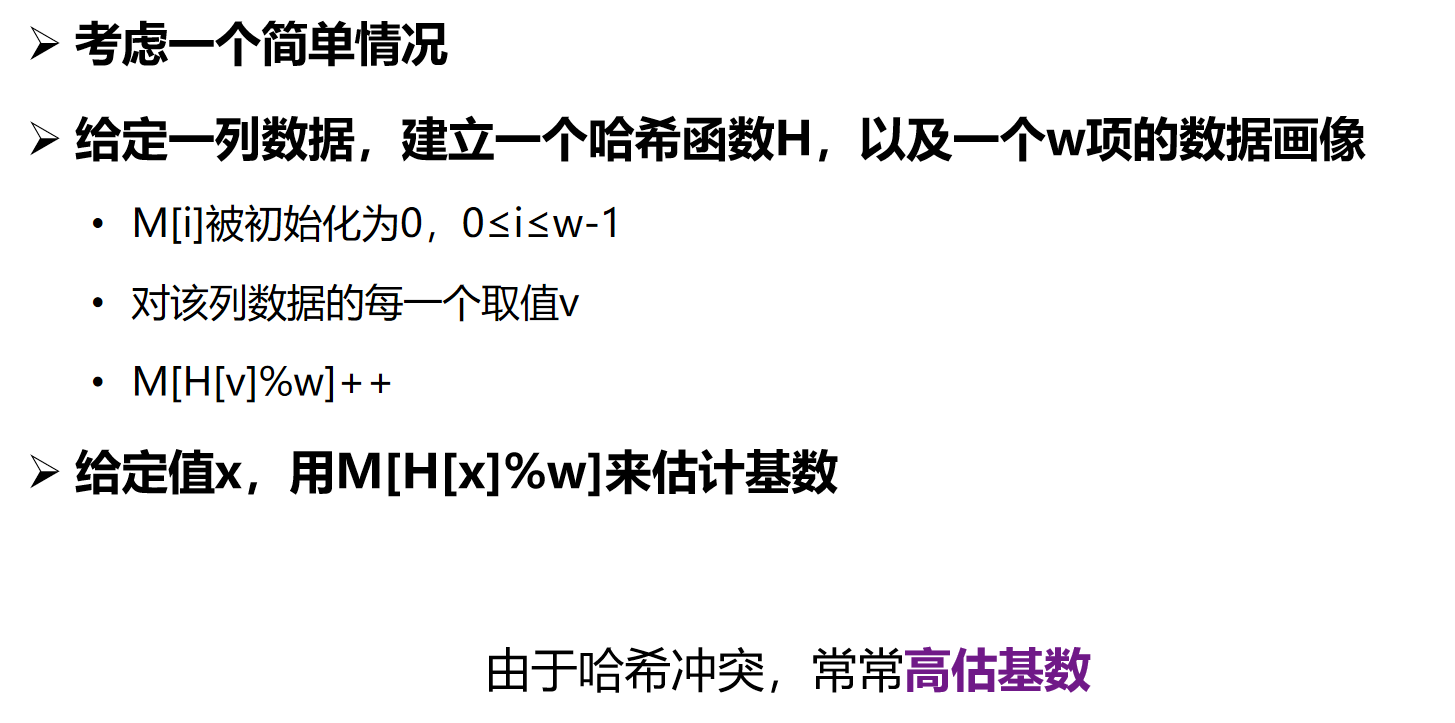 ➢ 考虑一个简单情况
➢ 给定一列数据，建立一个哈希函数H，以及一个w项的数据画像
• M[i]被初始化为0，0≤i≤w-1
• 对该列数据的每一个取值v
• M[H[v]%w]++
➢ 给定值x，用M[H[x]%w]来估计基数
由于哈希冲突，常常高估基数